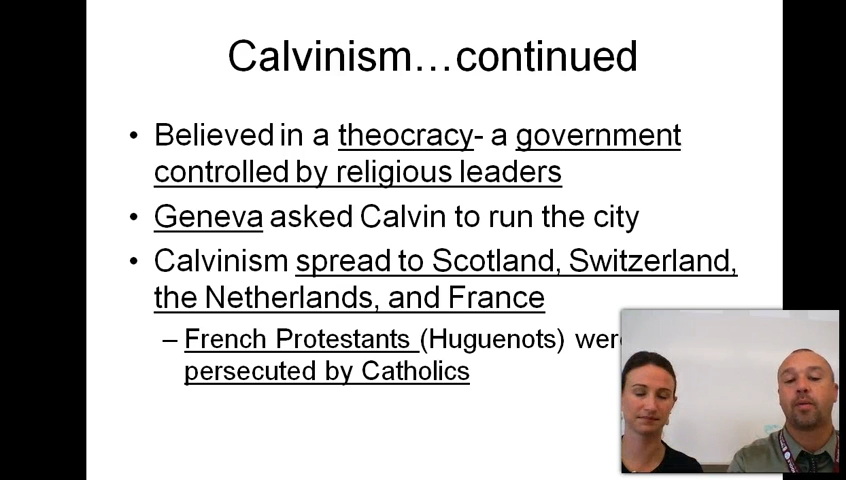 Calvinism…continued
• Believed in a theocracy- a government
controlled by religious leaders
• Geneva asked Calvin to run the city
• Calvinism spread to Scotland, Switzerland,
the Netherlands, and France
– French Protestants (Huguenots)
persecuted by Catholics